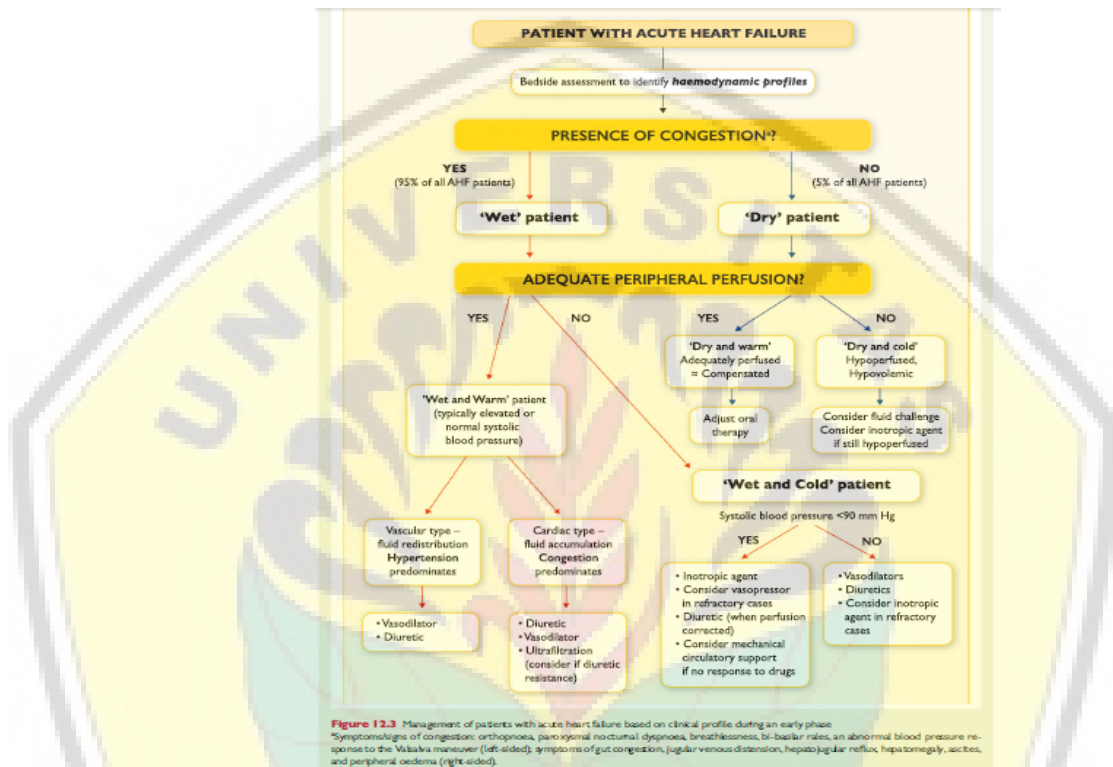 PATIENT WITH ACUTE HEART FAILURE
Bedside assessment to identify haemodynamic profiles
PRESENCE OF CONGESTIONª?
YES
(95% of all AHF patients)
NO
(5% of all AHF patients)
'Wet' patient
'Dry' patient
ADEQUATE PERIPHERAL PERFUSION?
YES
NO
YES
NO
'Dry and warm'
Adequately perfused
= Compensated
'Dry and cold'
Hypoperfused,
Hypovolemic
'Wet and Warm' patient
(typically elevated or
normal systolic
blood pressure)
Adjust oral
therapy
Consider fluid challenge
Consider inotropic agent
if still hypoperfused
'Wet and Cold' patient
Systolic blood pressure <90 mm Hg
Vascular type –
fluid redistribution
Hypertension
predominates
Cardiac type –
fluid accumulation
Congestion
predominates
YES
NO
• Inotropic agent
• Consider vasopressor
in refractory cases
• Diuretic (when perfusion
corrected)
• Consider mechanical
circulatory support
if no response to drugs
• Vasodilators
• Diuretics
• Consider inotropic
agent in refractory
cases
• Vasodilator
• Diuretic
• Diuretic
• Vasodilator
• Ultrafiltration
(consider if diuretic
resistance)
Figure 12.3 Management of patients with acute heart failure based on clinical profile during an early phase
ªSymptoms/signs of congestion: orthopnoea, paroxysmal nocturnal dyspnoea, breathlessness, bi-basilar rales, an abnormal blood pressure re-
sponse to the Valsalva maneuver (left-sided); symptoms of gut congestion, jugular venous distension, hepatojugular reflux, hepatomegaly, ascites,
and peripheral oedema (right-sided).
UNIVERSITAS